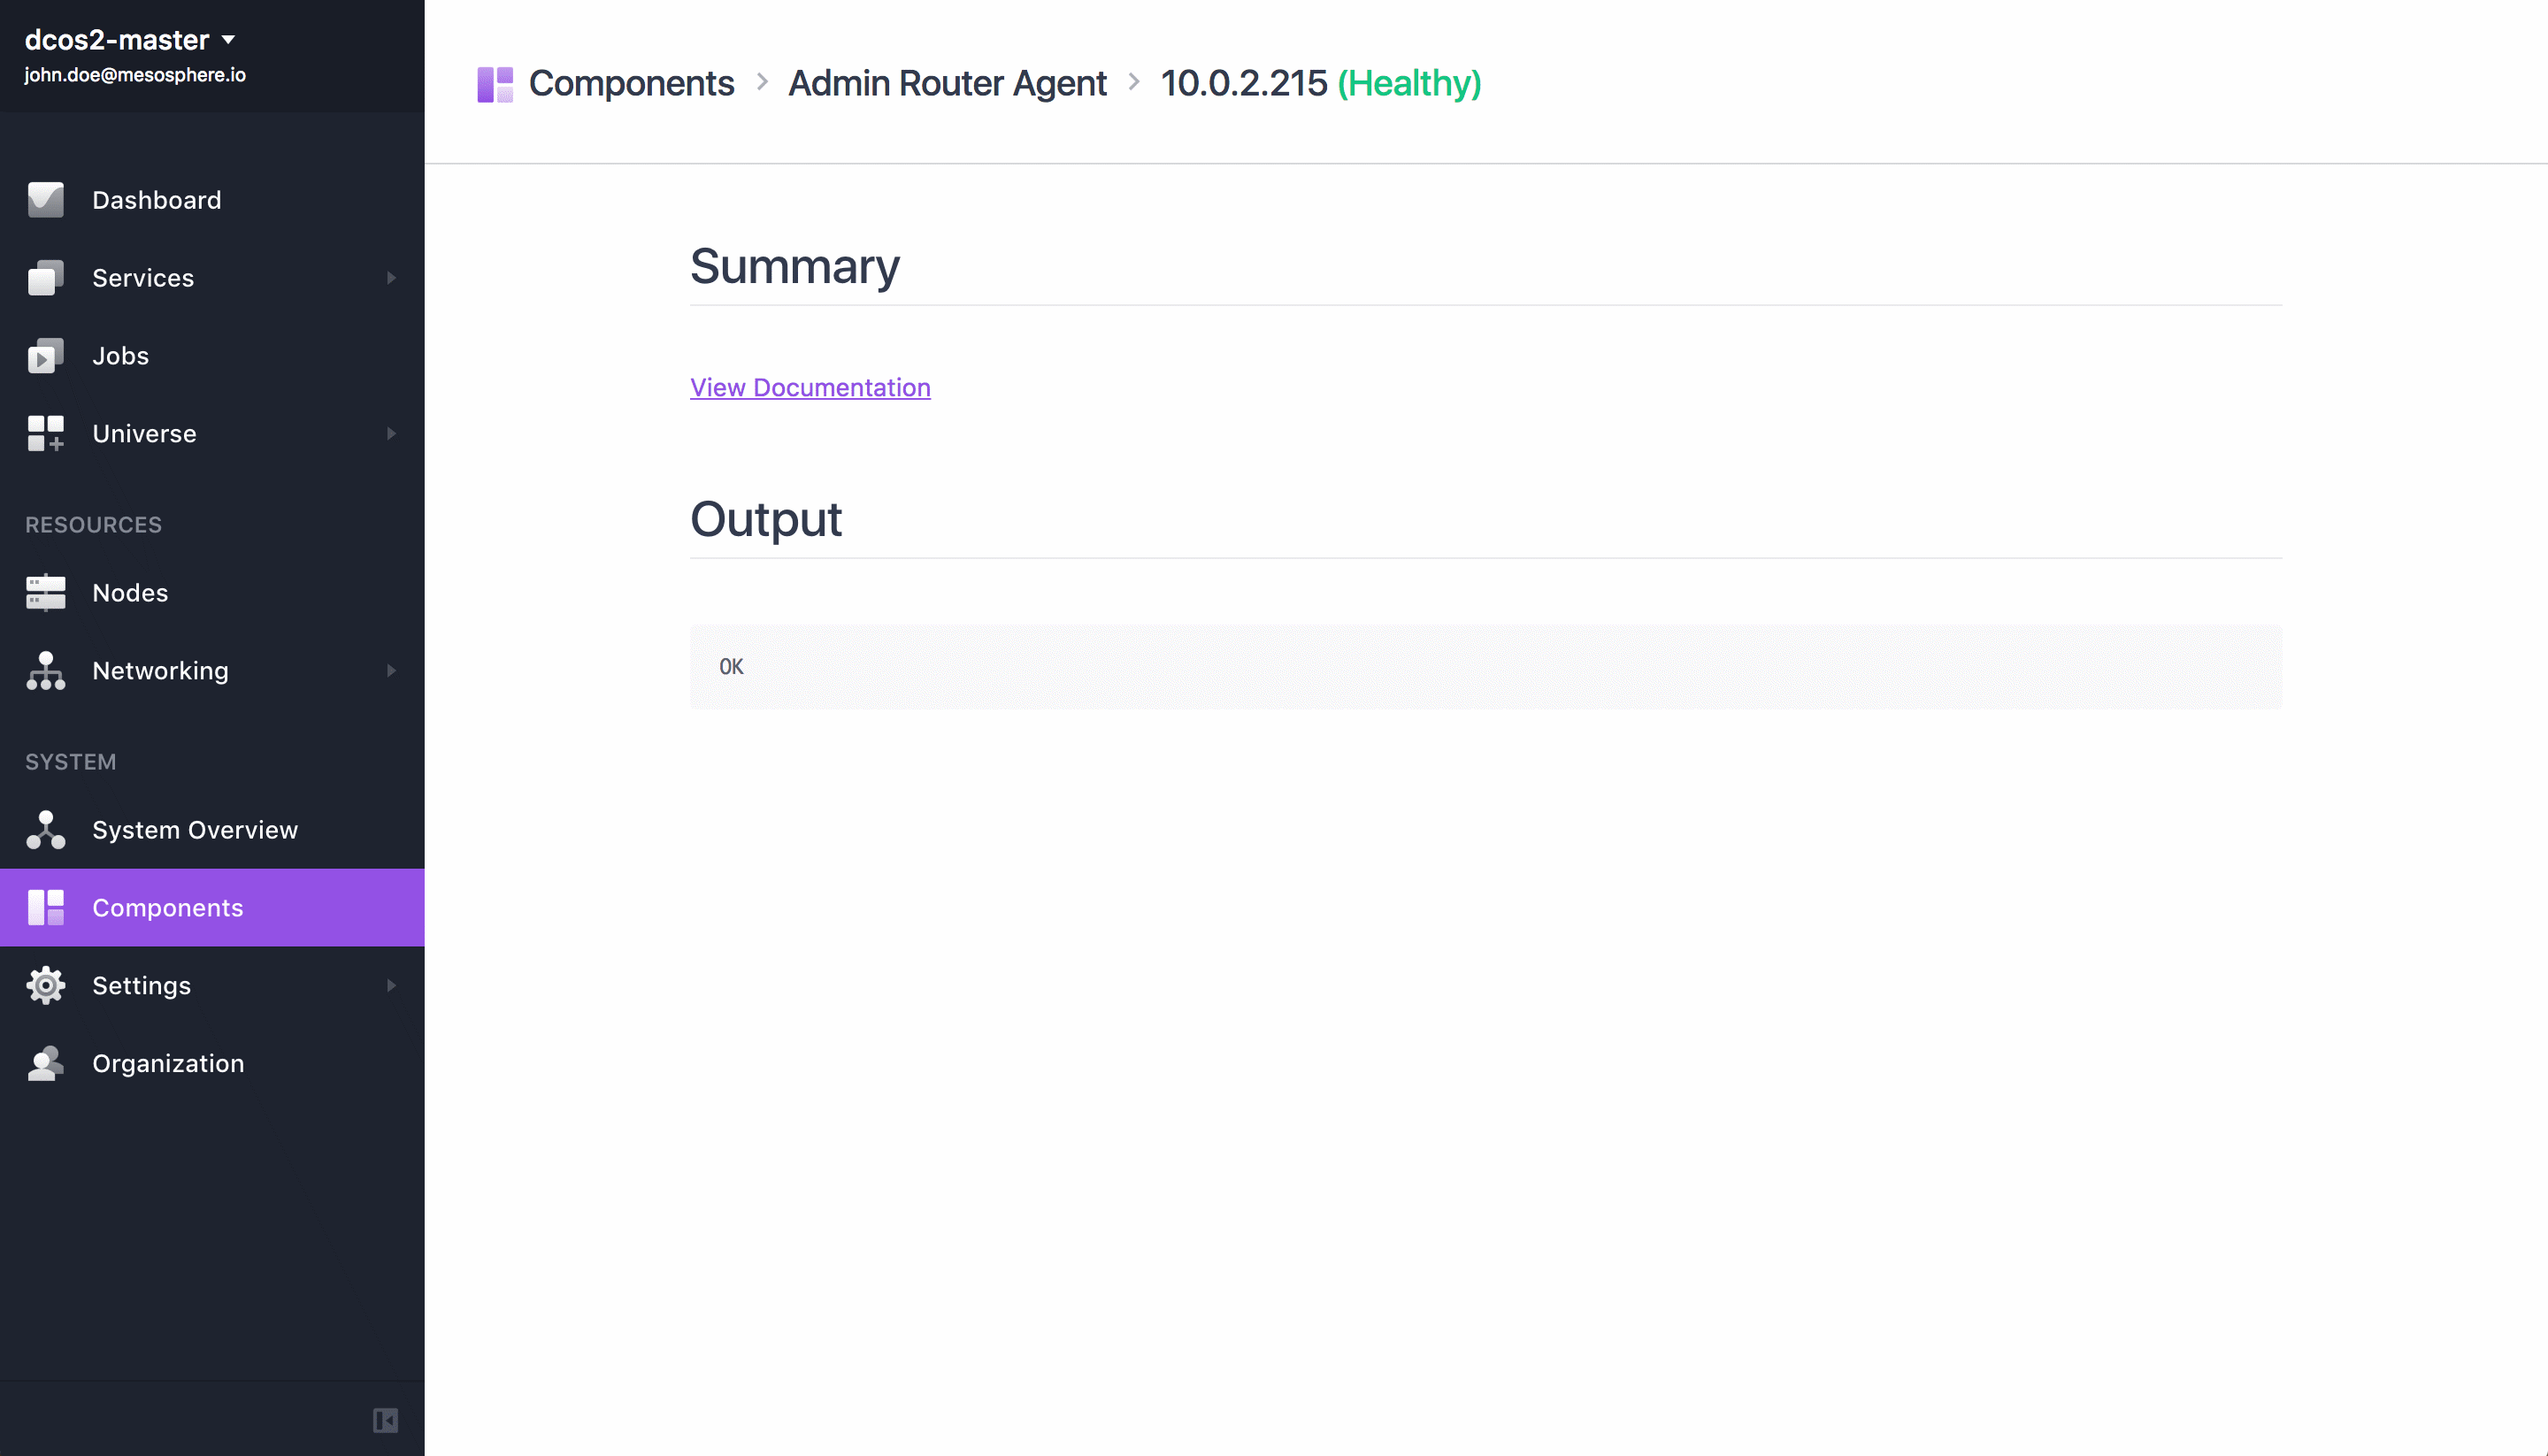 dcos2-master
john.doe@mesosphere.io
Dashboard
Services
Jobs
Universe
RESOURCES
Nodes
Networking
SYSTEM
System Overview
Components
Settings
Organization
Components > Admin Router Agent > 10.0.2.215 (Healthy)
Summary
View Documentation
Output
OK